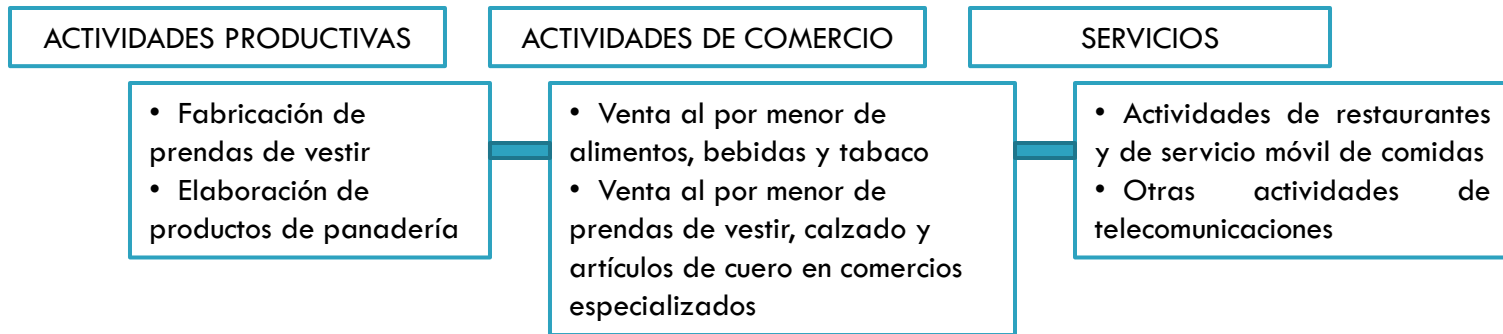 ACTIVIDADES PRODUCTIVAS
ACTIVIDADES DE COMERCIO
SERVICIOS
• Fabricación de
prendas de vestir
• Elaboración de
productos de panadería
• Venta al por menor de
alimentos, bebidas y tabaco
• Venta al por menor de
prendas de vestir, calzado y
artículos de cuero en comercios
especializados
• Actividades de restaurantes
y de servicio móvil de comidas
• Otras actividades de
telecomunicaciones